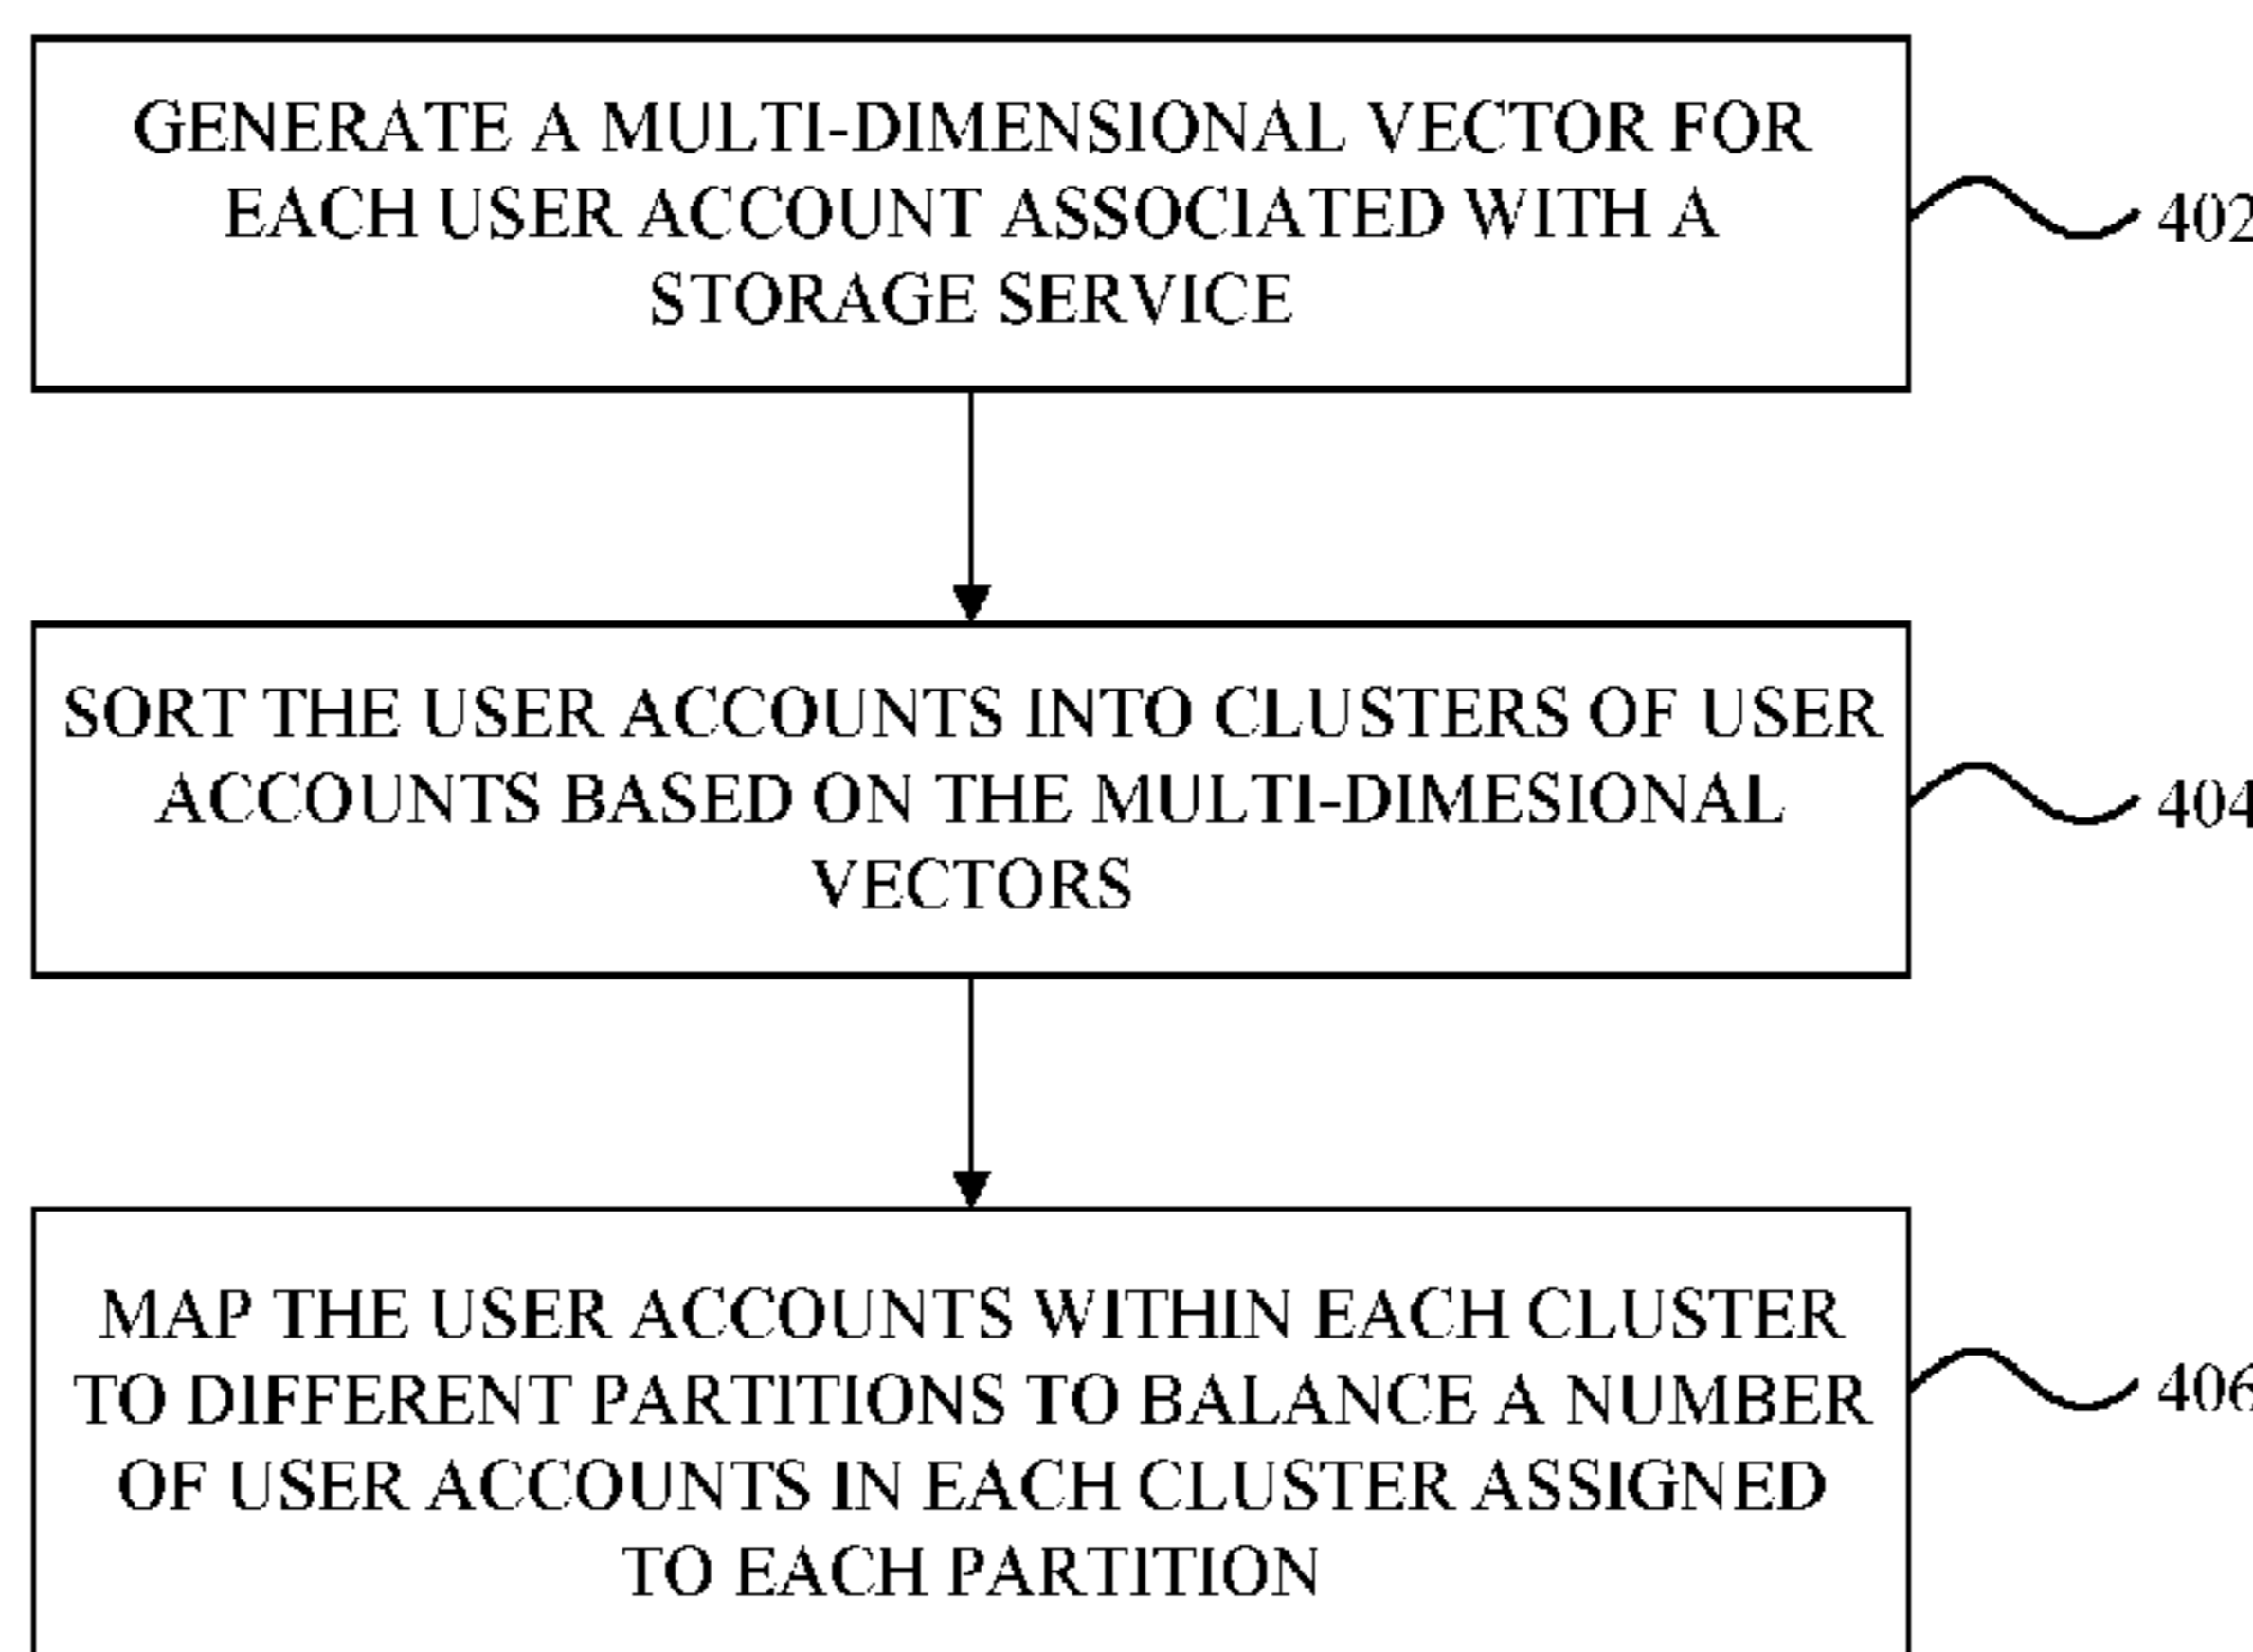 GENERATE A MULTI-DIMENSIONAL VECTOR FOR
EACH USER ACCOUNT ASSOCIATED WITH A
STORAGE SERVICE
402
SORT THE USER ACCOUNTS INTO CLUSTERS OF USER
ACCOUNTS BASED ON THE MULTI-DIMESIONAL
VECTORS
404
MAP THE USER ACCOUNTS WITHIN EACH CLUSTER
TO DIFFERENT PARTITIONS TO BALANCE A NUMBER
OF USER ACCOUNTS IN EACH CLUSTER ASSIGNED
TO EACH PARTITION
406